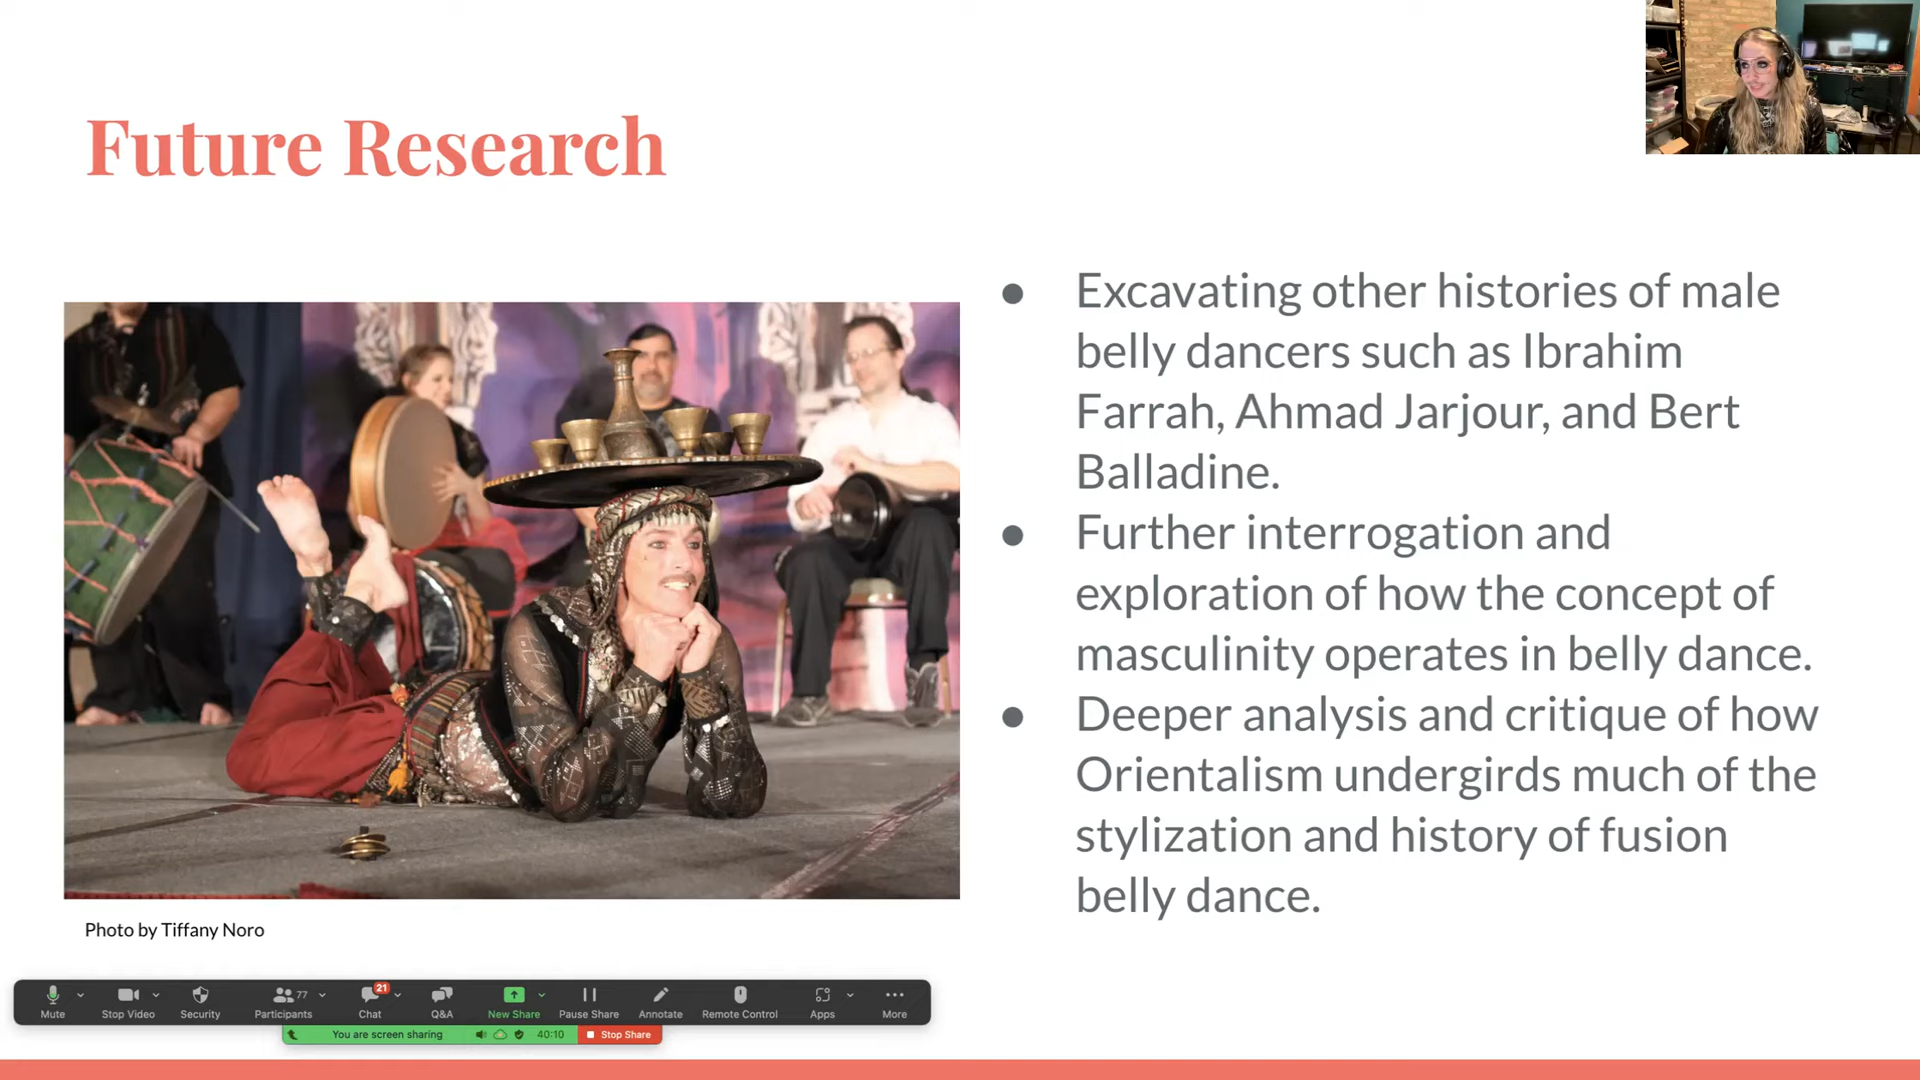 Future Research
● Excavating other histories of male
belly dancers such as Ibrahim
Farrah, Ahmad Jarjour, and Bert
Balladine.
● Further interrogation and
exploration of how the concept of
masculinity operates in belly dance.
● Deeper analysis and critique of how
Orientalism undergirds much of the
stylization and history of fusion
belly dance.
Photo by Tiffany Noro
77 21
Mute Stop Video Security Participants Chat Q&A New Share Pause Share Annotate Remote Control Apps More
You are screen sharing 40:10 Stop Share